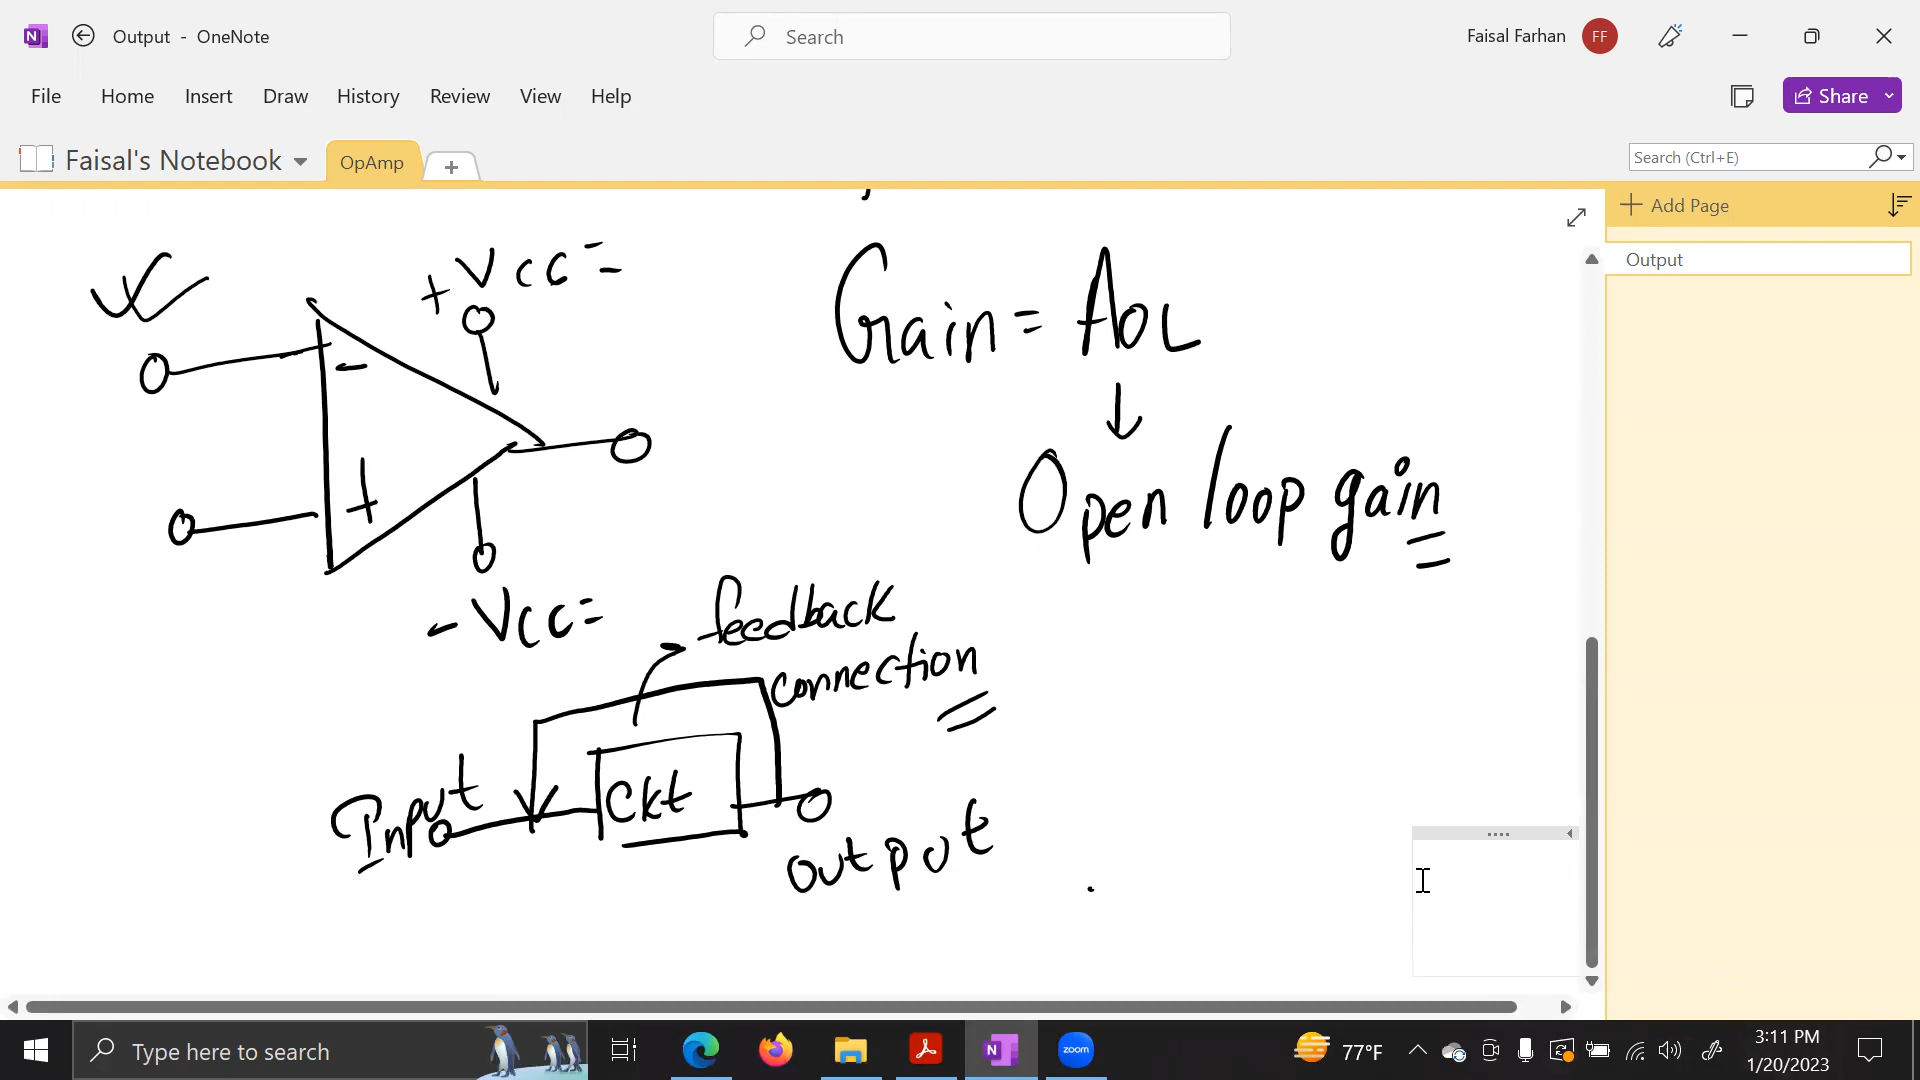 Output - OneNote
Search
Faisal Farhan
FF
File Home Insert Draw History Review View Help
Share
Faisal's Notebook
OpAmp
Search (Ctrl+E)
Add Page
Output
+Vcc=
Gain = AOL
-
+
Open loop gain
-Vcc=
feedback
connection
Input
Ckt
output
Type here to search
zoom
77°F
3:11 PM
1/20/2023